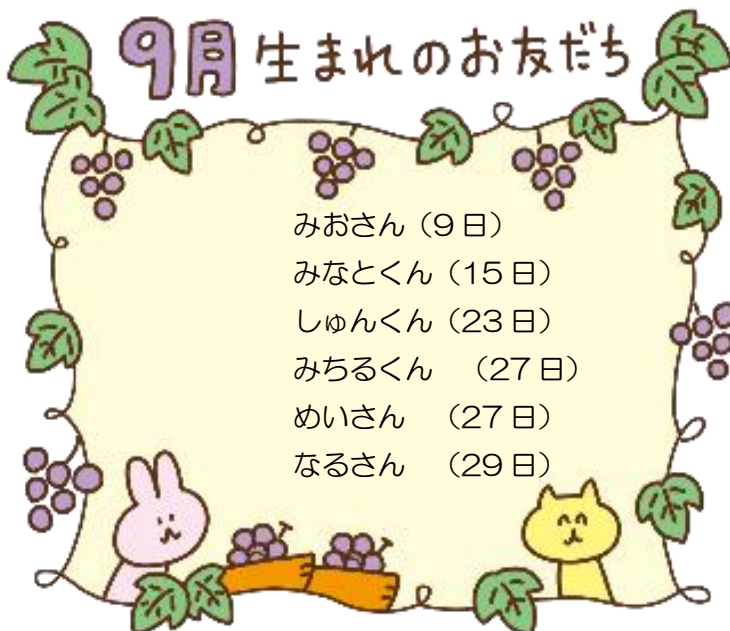 9月生まれのお友だち
みおさん（9日）
みなとくん（15日）
しゅんくん（23日）
みちるくん　（27日）
めいさん　（27日）
なるさん　（29日）